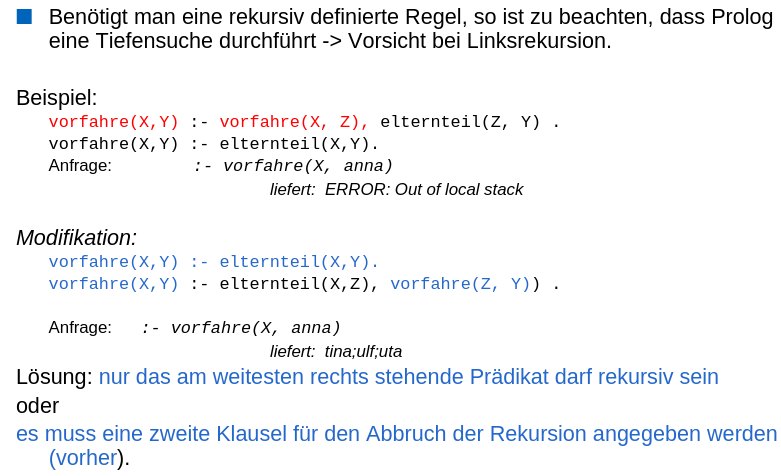 Benötigt man eine rekursiv definierte Regel, so ist zu beachten, dass Prolog
eine Tiefensuche durchführt -> Vorsicht bei Linksrekursion.
Beispiel:
vorfahre(X,Y) :- vorfahre(X, Z), elternteil(Z, Y) .
vorfahre(X,Y) :- elternteil(X,Y).
Anfrage: :- vorfahre(X, anna)
liefert: ERROR: Out of local stack
Modifikation:
vorfahre(X,Y) :- elternteil(X,Y).
vorfahre(X,Y) :- elternteil(X,Z), vorfahre(Z, Y)) .
Anfrage: :- vorfahre(X, anna)
liefert: tina;ulf;uta
Lösung: nur das am weitesten rechts stehende Prädikat darf rekursiv sein
oder
es muss eine zweite Klausel für den Abbruch der Rekursion angegeben werden
(vorher).